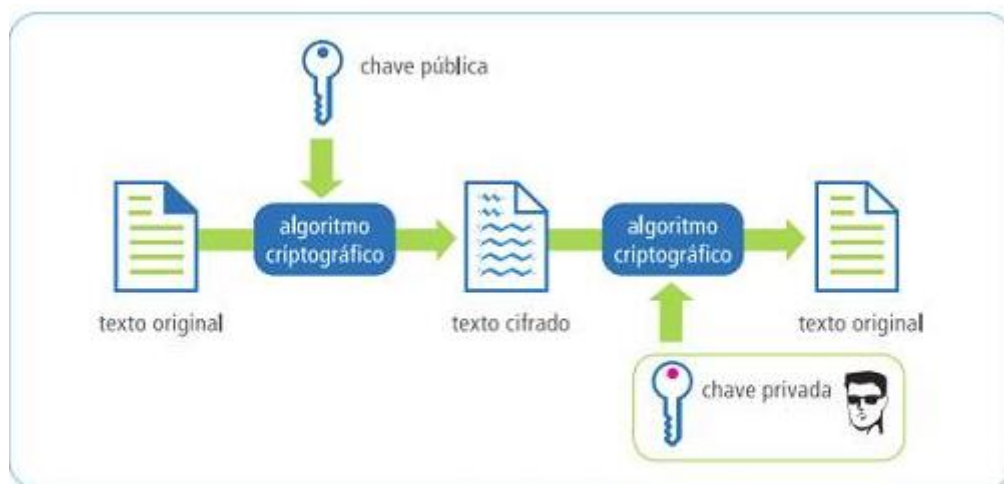 chave pública
algoritmo
criptográfico
algoritmo
criptográfico
texto original
texto cifrado
texto original
chave privada